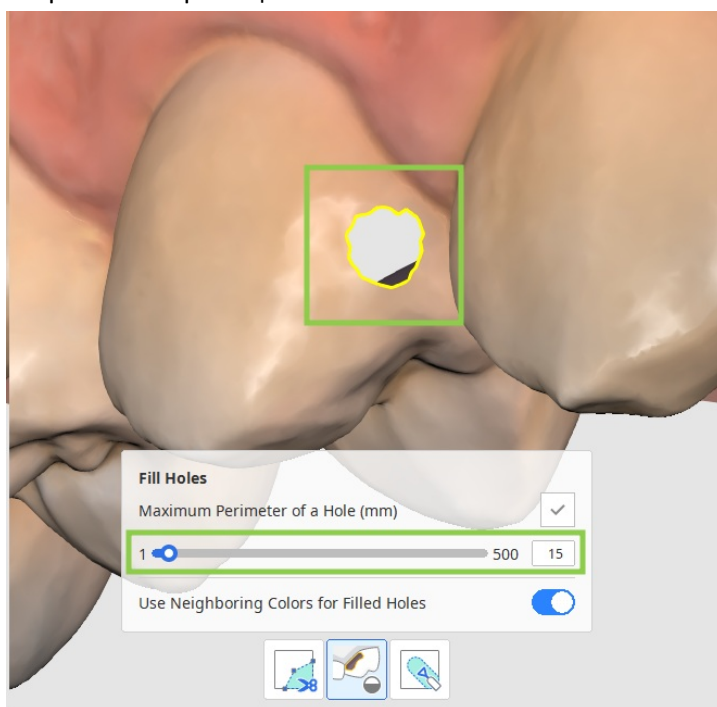 Fill Holes
Maximum Perimeter of a Hole (mm)
1 500 15
Use Neighboring Colors for Filled Holes